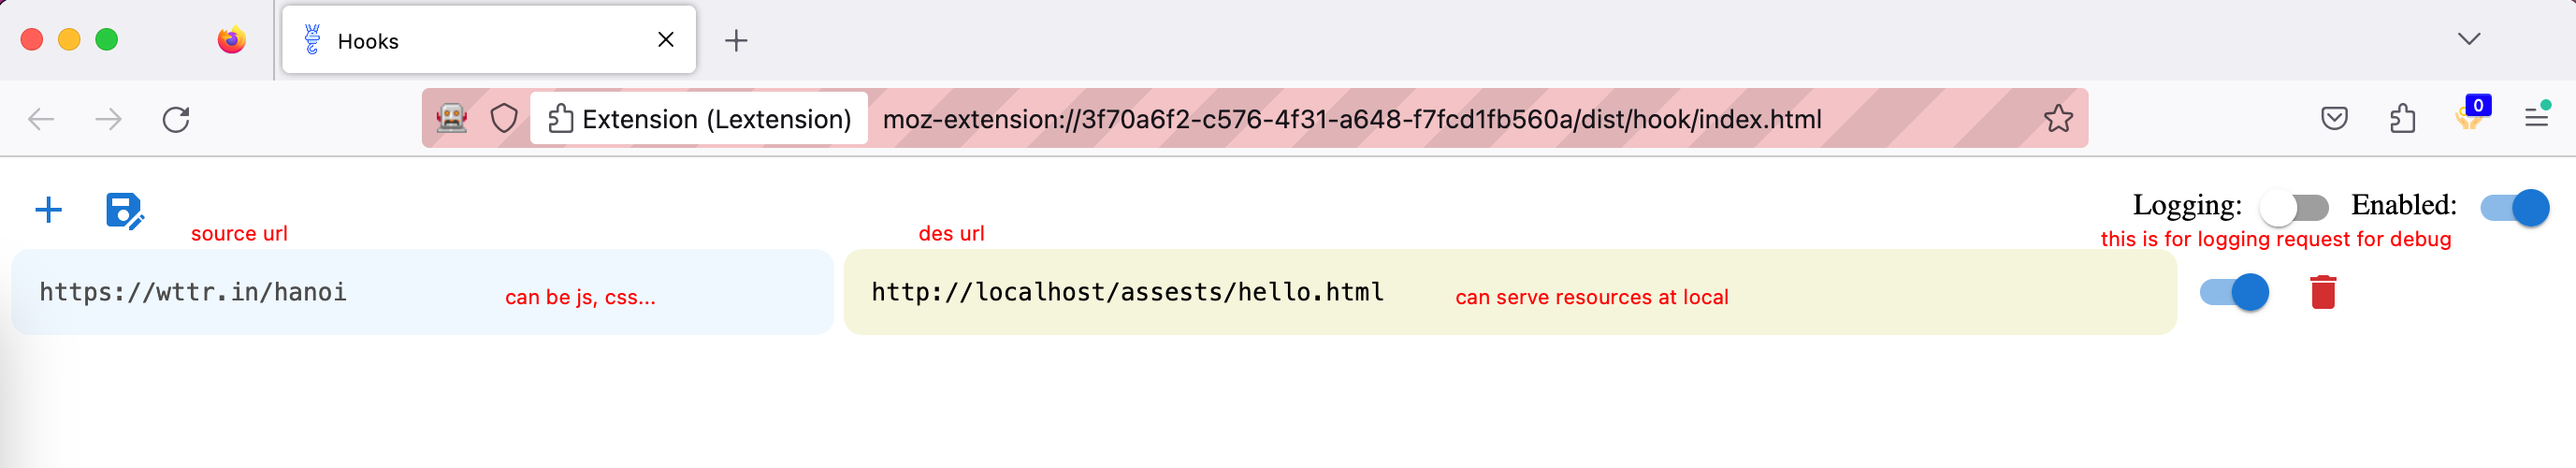 Hooks
Extension (Lextension) moz-extension://3f70a6f2-c576-4f31-a648-f7fcd1fb560a/dist/hook/index.html
0
Logging: Enabled:
source url
des url
this is for logging request for debug
https://wttr.in/hanoi
can be js, css...
http://localhost/assests/hello.html
can serve resources at local